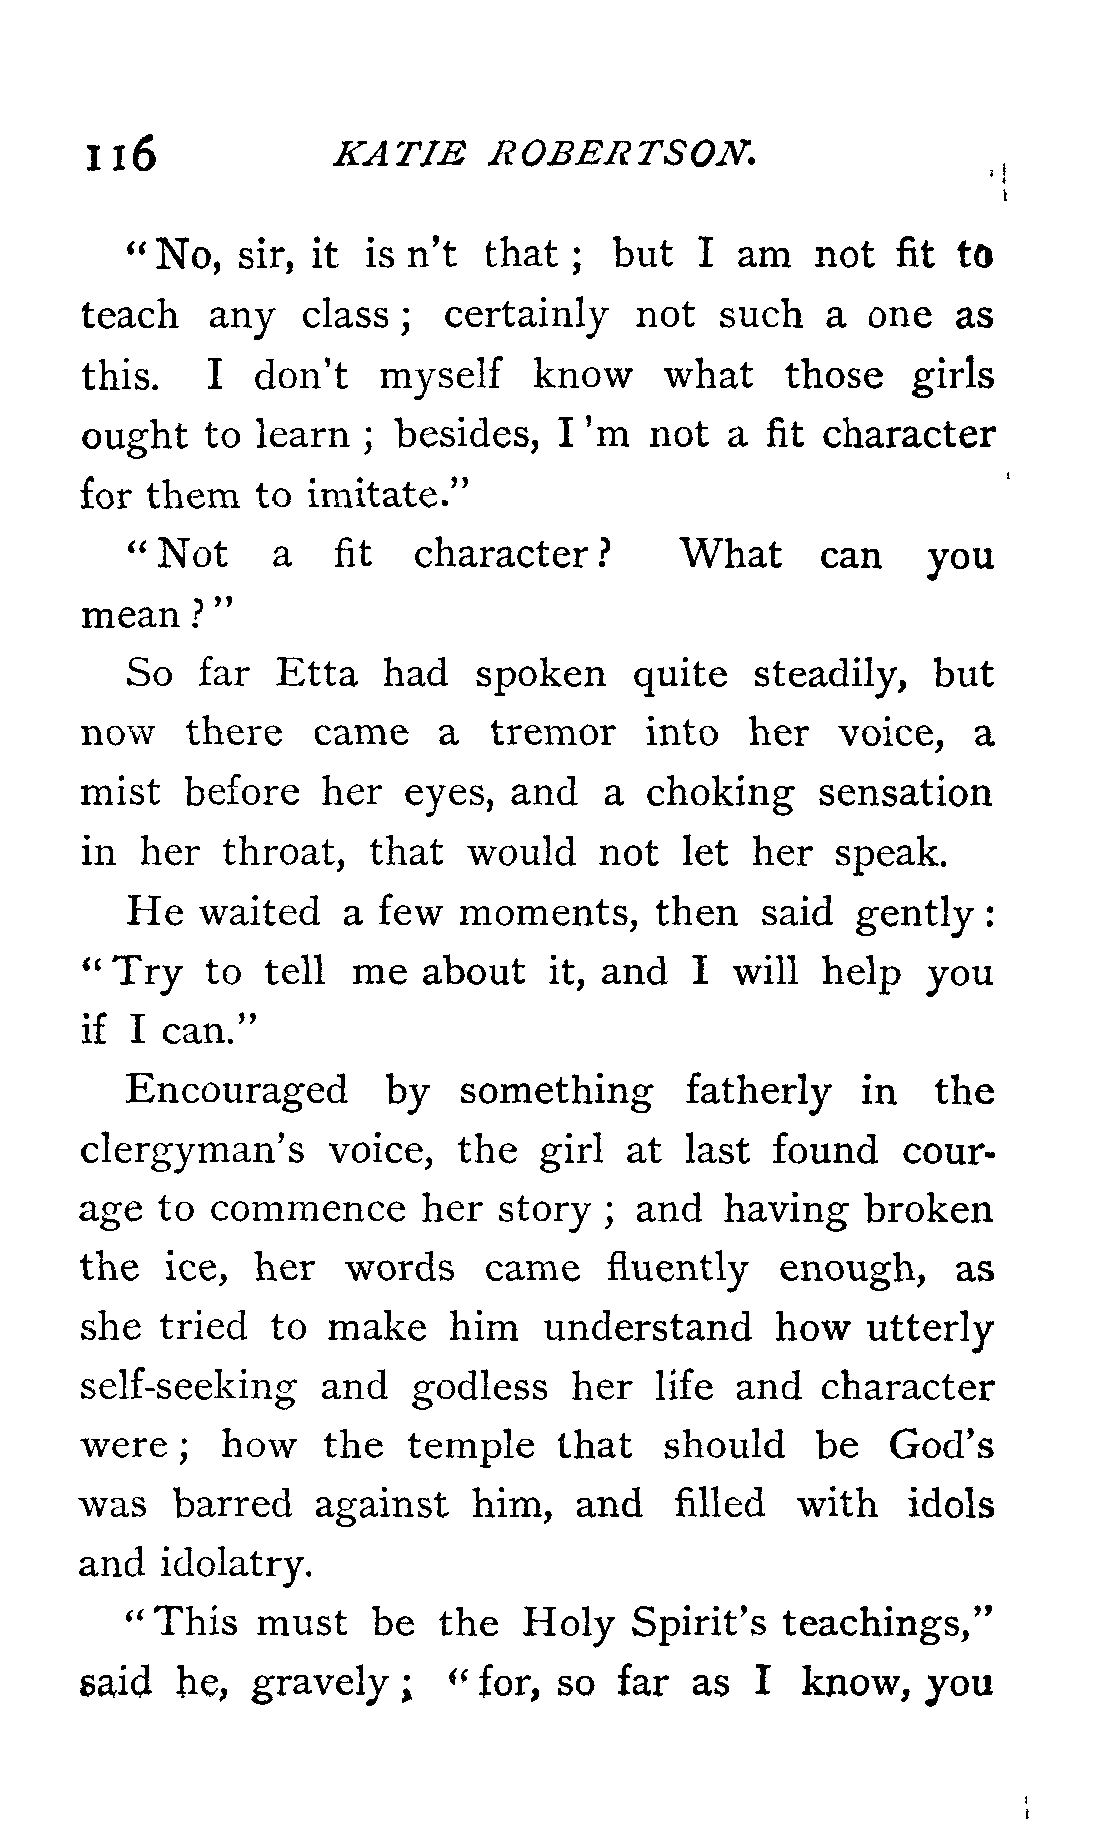 116 KATIE ROBERTSON.
"No, sir, it is n't that; but I am not fit to
teach any class; certainly not such a one as
this. I don't myself know what those girls
ought to learn; besides, I 'm not a fit character
for them to imitate."
"Not a fit character? What can you
mean?"
So far Etta had spoken quite steadily, but
now there came a tremor into her voice, a
mist before her eyes, and a choking sensation
in her throat, that would not let her speak.
He waited a few moments, then said gently:
"Try to tell me about it, and I will help you
if I can."
Encouraged by something fatherly in the
clergyman's voice, the girl at last found cour-
age to commence her story; and having broken
the ice, her words came fluently enough, as
she tried to make him understand how utterly
self-seeking and godless her life and character
were; how the temple that should be God's
was barred against him, and filled with idols
and idolatry.
"This must be the Holy Spirit's teachings,"
said he, gravely; "for, so far as I know, you